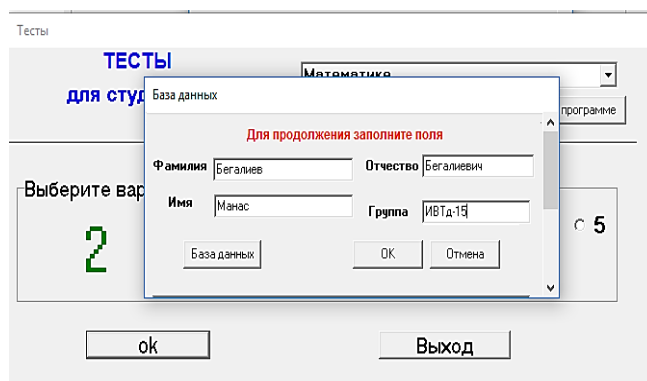 Тесты
ТЕСТЫ
для студ
Математика
программе
База данных
Для продолжения заполните поля
Фамилия Бегалиев Отчество Бегалиевич
Имя Манас Группа ИВТд-15
База данных OK Отмена
Выберите вар
2
5
ok Выход